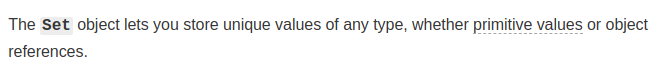 The Set object lets you store unique values of any type, whether primitive values or object
references.